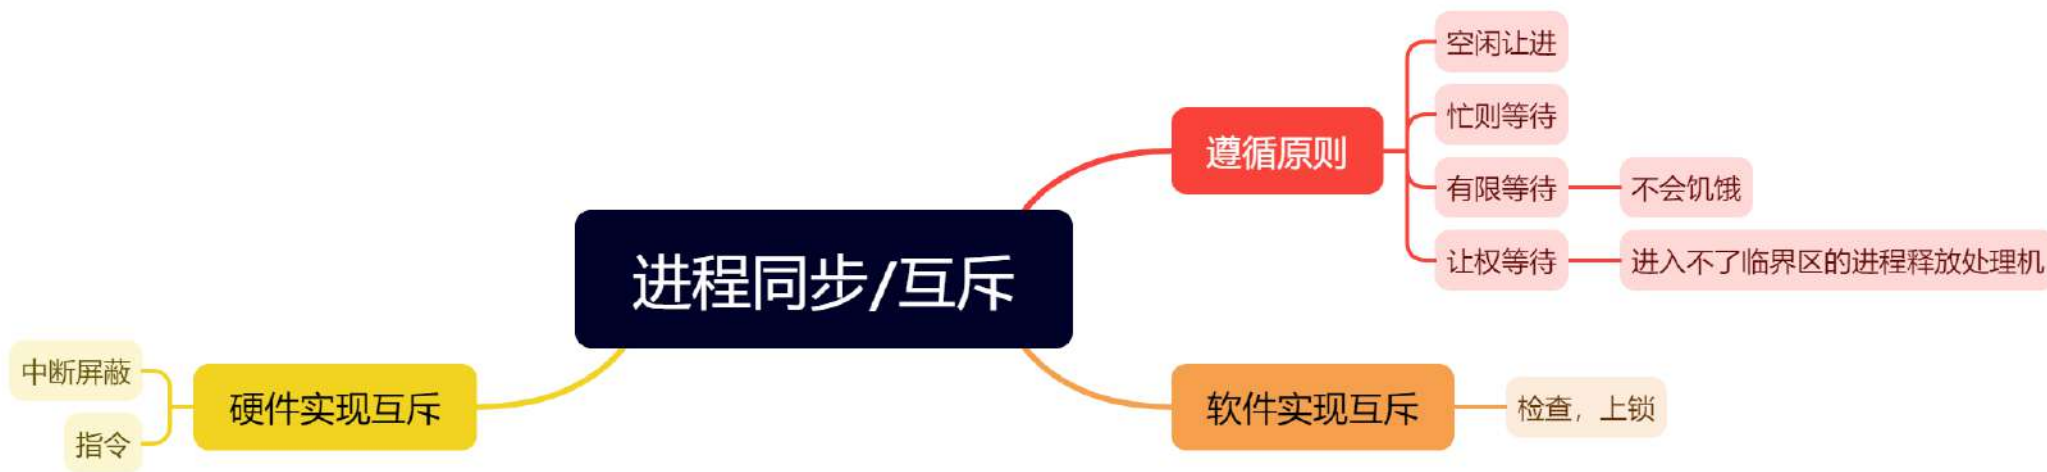 空闲让进
忙则等待
遵循原则
有限等待
不会饥饿
让权等待
进入不了临界区的进程释放处理机
进程同步/互斥
中断屏蔽
硬件实现互斥
指令
软件实现互斥
检查，上锁